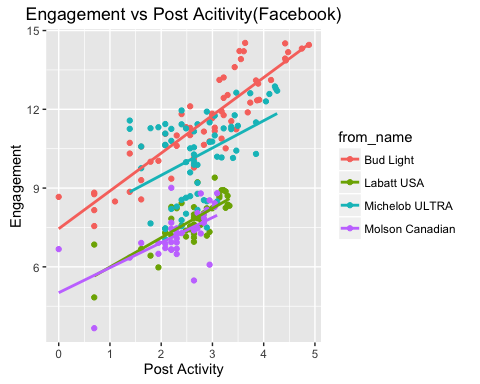 Engagement vs Post Acitivity(Facebook)
15
12
9
6
Engagement
0 1 2 3 4 5
Post Activity
from_name
Bud Light
Labatt USA
Michelob ULTRA
Molson Canadian